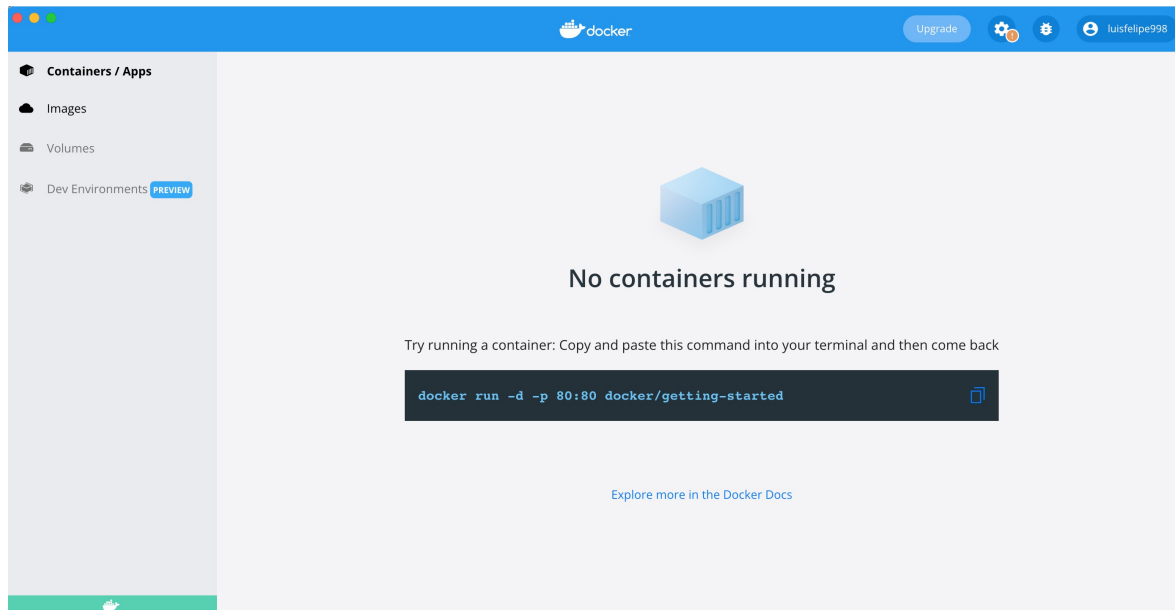 docker
Upgrade
luisfelipe998
Containers / Apps
Images
Volumes
Dev Environments PREVIEW
No containers running
Try running a container: Copy and paste this command into your terminal and then come back
docker run -d -p 80:80 docker/getting-started
Explore more in the Docker Docs